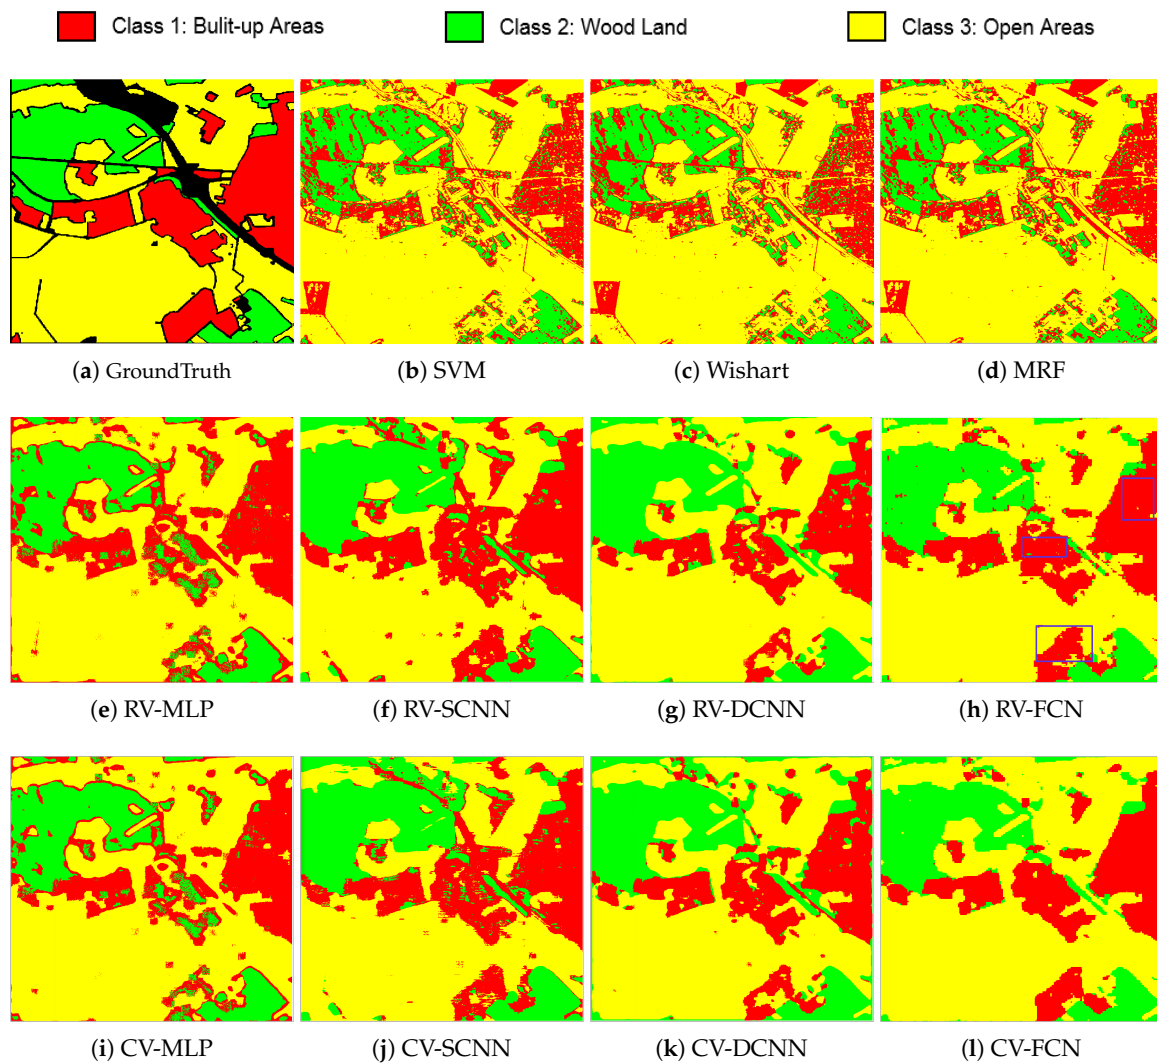 Class 1: Bulit-up Areas Class 2: Wood Land Class 3: Open Areas
(a) GroundTruth (b) SVM (c) Wishart (d) MRF
(e) RV-MLP (f) RV-SCNN (g) RV-DCNN (h) RV-FCN
(i) CV-MLP (j) CV-SCNN (k) CV-DCNN (l) CV-FCN